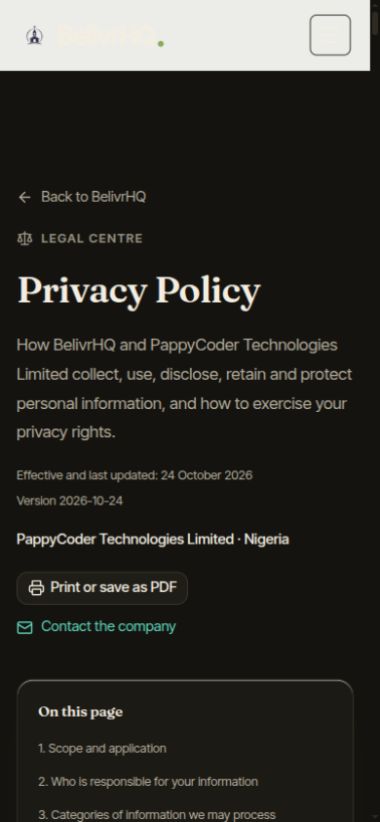 BelivrHQ.
Back to BelivrHQ
LEGAL CENTRE
Privacy Policy
How BelivrHQ and PappyCoder Technologies
Limited collect, use, disclose, retain and protect
personal information, and how to exercise your
privacy rights.
Effective and last updated: 24 October 2026
Version 2026-10-24
PappyCoder Technologies Limited · Nigeria
Print or save as PDF
Contact the company
On this page
1. Scope and application
2. Who is responsible for your information
3. Categories of information we may process